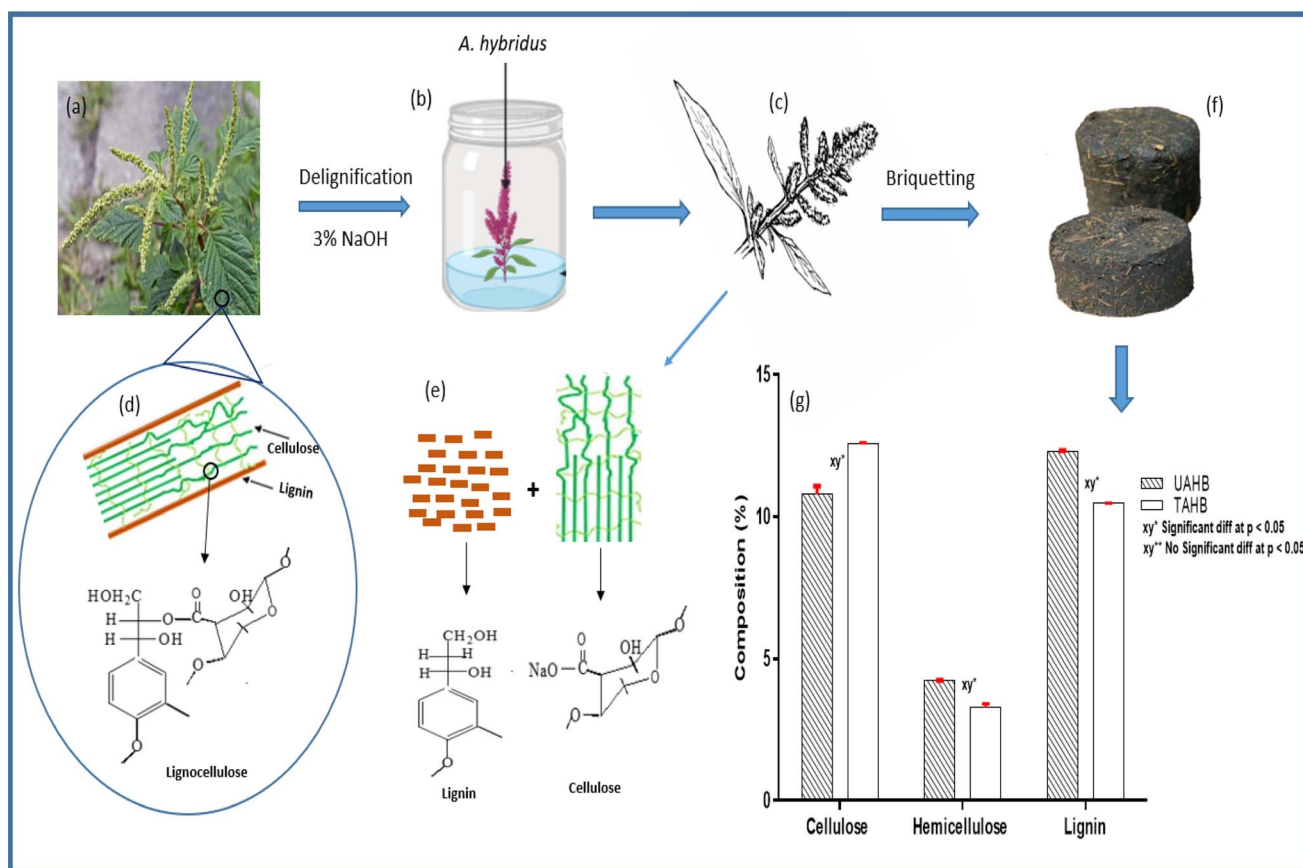 A. hybridus
(a)
(b)
(c)
(f)
Delignification
3% NaOH
Briquetting
(d)
Cellulose
Lignin
(e)
+
HOH₂C
H
O
O
OH
O
O
H
OH
O
O
Lignocellulose
CH₂OH
H
H
H
OH
O
Lignin
NaO
O
OH
O
O
O
Cellulose
(g)
Composition (%)
15
10
5
0
xy*
xy*
xy*
UAHB
TAHB
xy* Significant diff at p < 0.05
xy** No Significant diff at p < 0.05
Cellulose
Hemicellulose
Lignin